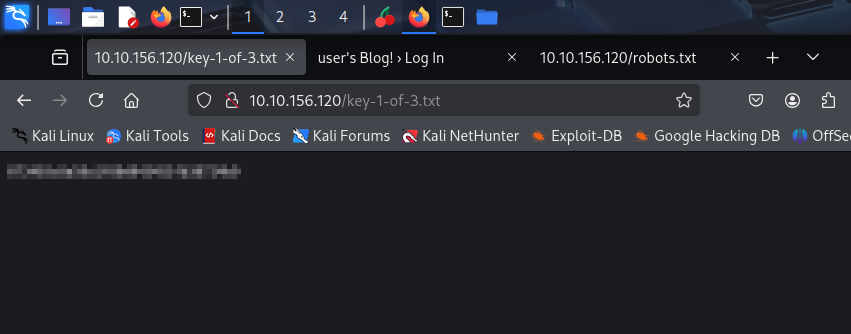 1 2 3 4
10.10.156.120/key-1-of-3.txt user's Blog! › Log In 10.10.156.120/robots.txt
10.10.156.120/key-1-of-3.txt
Kali Linux Kali Tools Kali Docs Kali Forums Kali NetHunter Exploit-DB Google Hacking DB OffSe